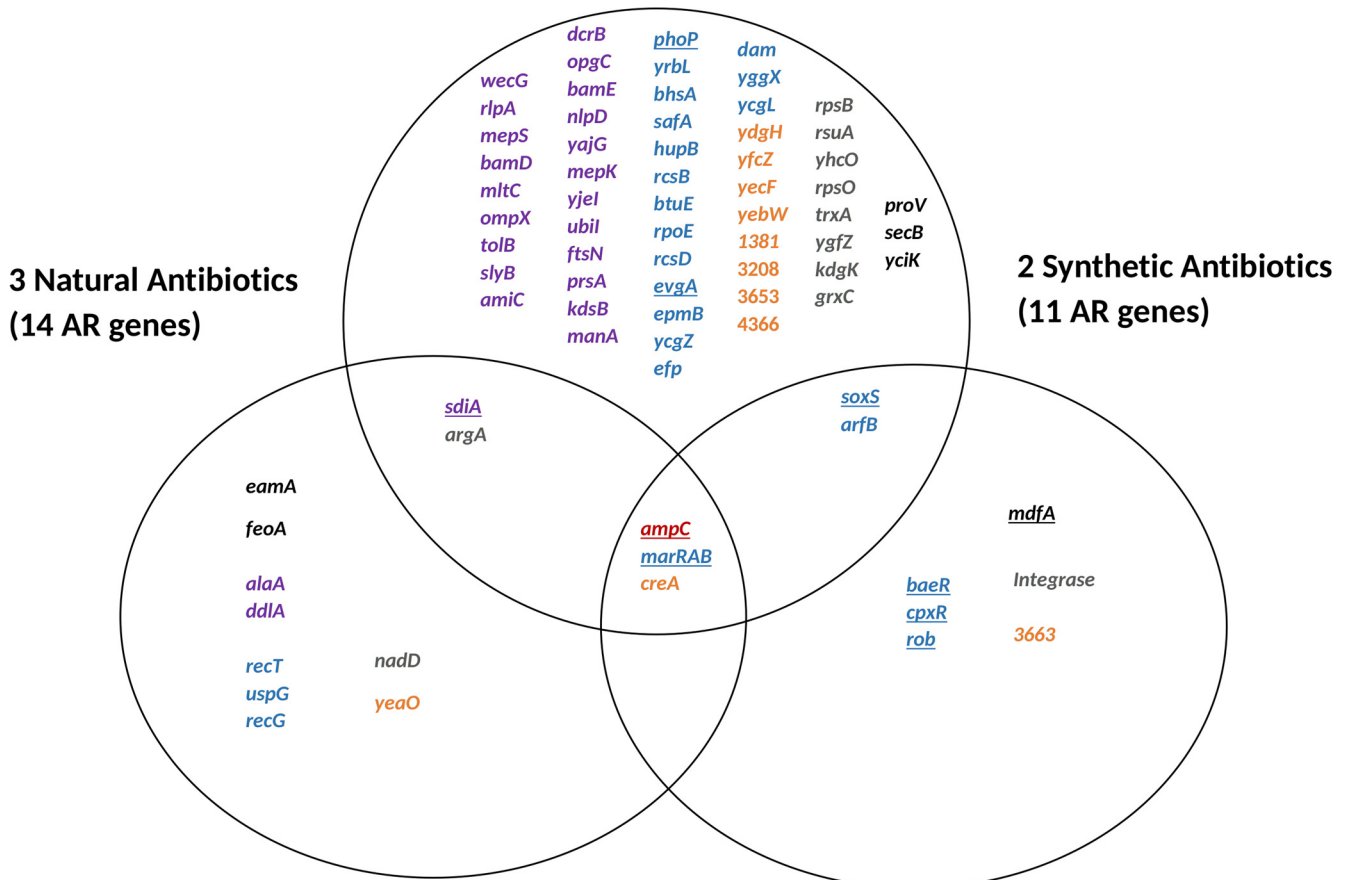 dcrB
opgC
bamE
nlpD
yajG
mepK
yjeI
ubiI
ftsN
prsA
kdsB
manA
wecG
rlpA
mepS
bamD
mltC
ompX
tolB
slyB
amiC
phoP
yrbL
bhsA
safA
hupB
rcsB
btuE
rpoE
rcsD
evgA
epmB
ycgZ
efp
dam
yggX
ycgL
ydgH
yfcZ
yecF
yebW
1381
3208
3653
4366
rpsB
rsuA
yhcO
rpsO
trxA
ygfZ
kdgK
grxC
proV
secB
yciK
3 Natural Antibiotics
(14 AR genes)
2 Synthetic Antibiotics
(11 AR genes)
sdiA
argA
soxS
arfB
ampC
marRAB
creA
eamA
feoA
alaA
ddlA
recT
uspG
recG
nadD
yeaO
mdfA
Integrase
3663
baeR
cpxR
rob